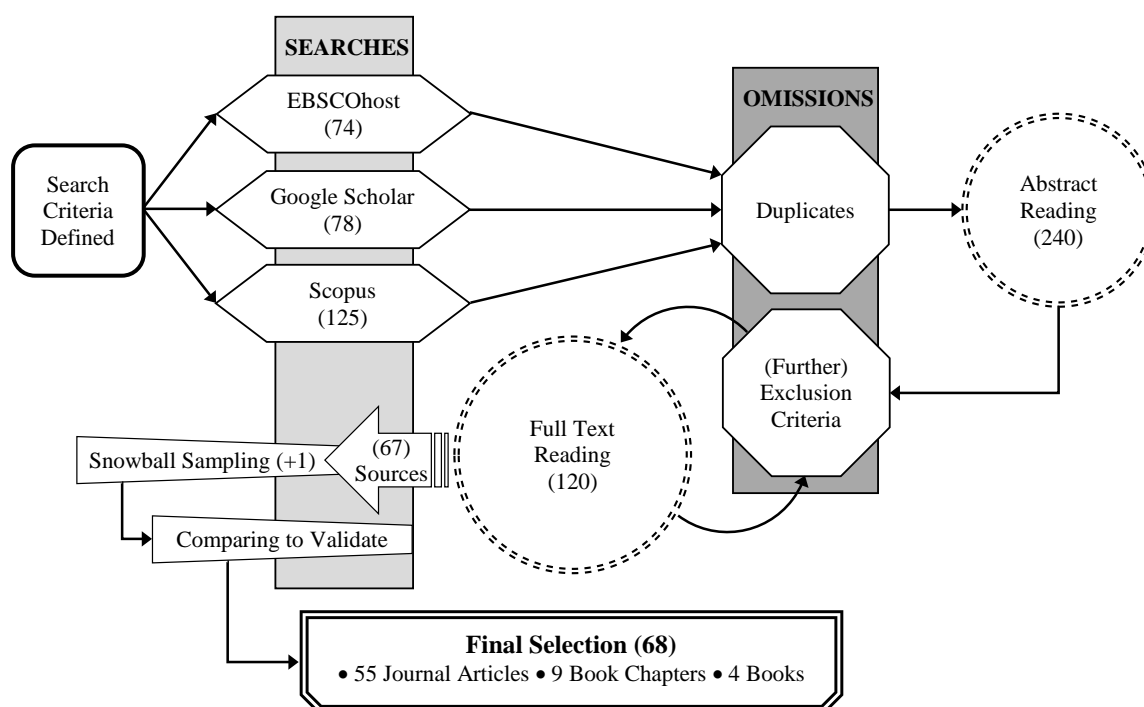 SEARCHES
EBSCOhost
(74)
Google Scholar
(78)
Scopus
(125)
Search
Criteria
Defined
OMISSIONS
Duplicates
Abstract
Reading
(240)
(Further)
Exclusion
Criteria
Full Text
Reading
(120)
(67)
Sources
Snowball Sampling (+1)
Comparing to Validate
Final Selection (68)
● 55 Journal Articles ● 9 Book Chapters ● 4 Books